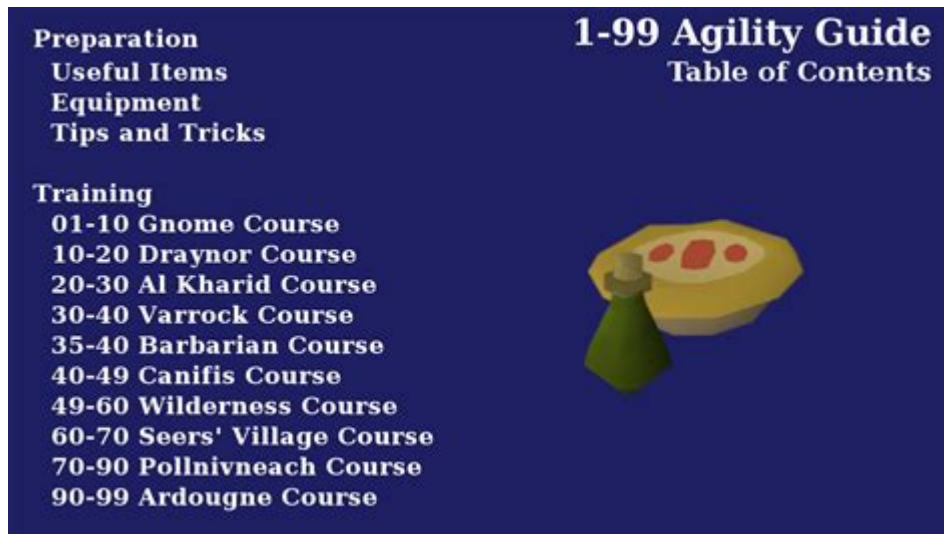 1-99 Agility Guide
Table of Contents
Preparation
Useful Items
Equipment
Tips and Tricks
Training
01-10 Gnome Course
10-20 Draynor Course
20-30 Al Kharid Course
30-40 Varrock Course
35-40 Barbarian Course
40-49 Canifis Course
49-60 Wilderness Course
60-70 Seers' Village Course
70-90 Pollnivneach Course
90-99 Ardougne Course